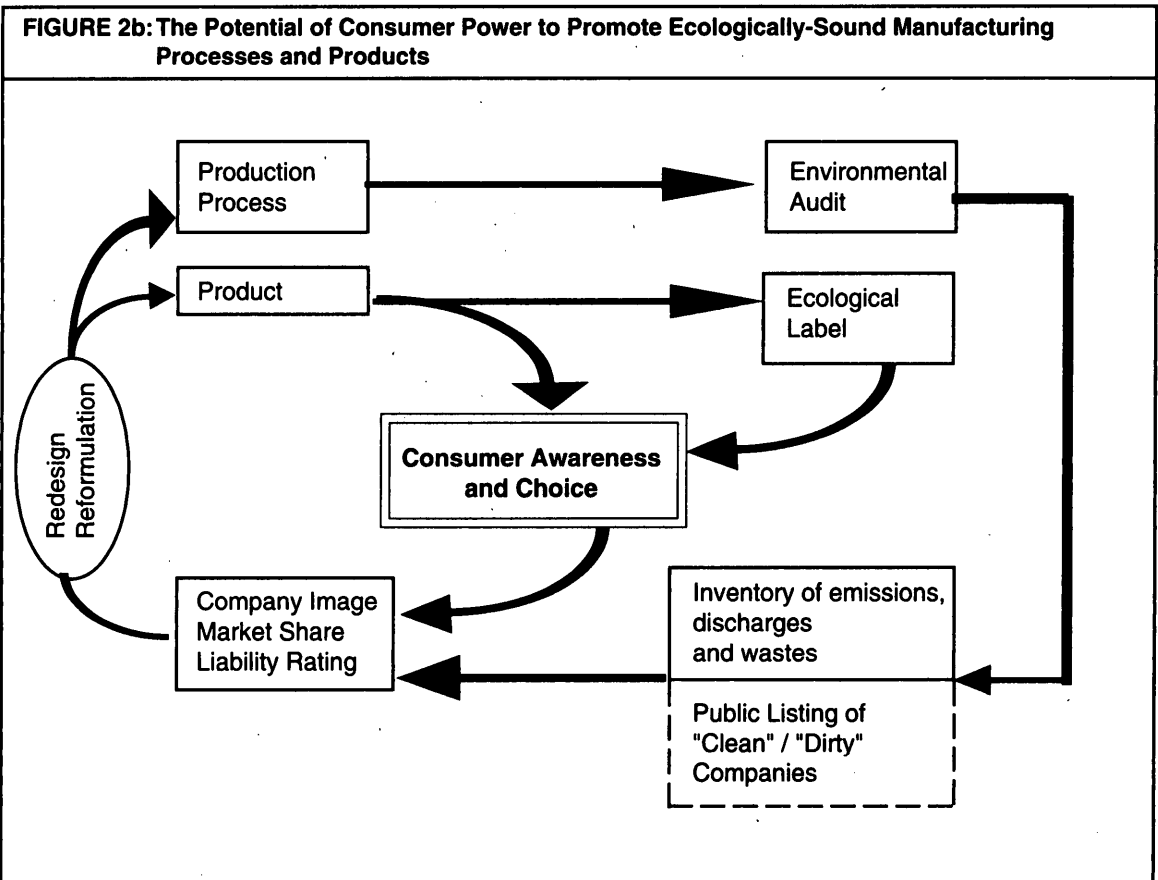 FIGURE 2b: The Potential of Consumer Power to Promote Ecologically-Sound Manufacturing
Processes and Products
Production
Process
Environmental
Audit
Product
Ecological
Label
Redesign
Reformulation
Consumer Awareness
and Choice
Company Image
Market Share
Liability Rating
Inventory of emissions,
discharges
and wastes
Public Listing of
"Clean" / "Dirty"
Companies